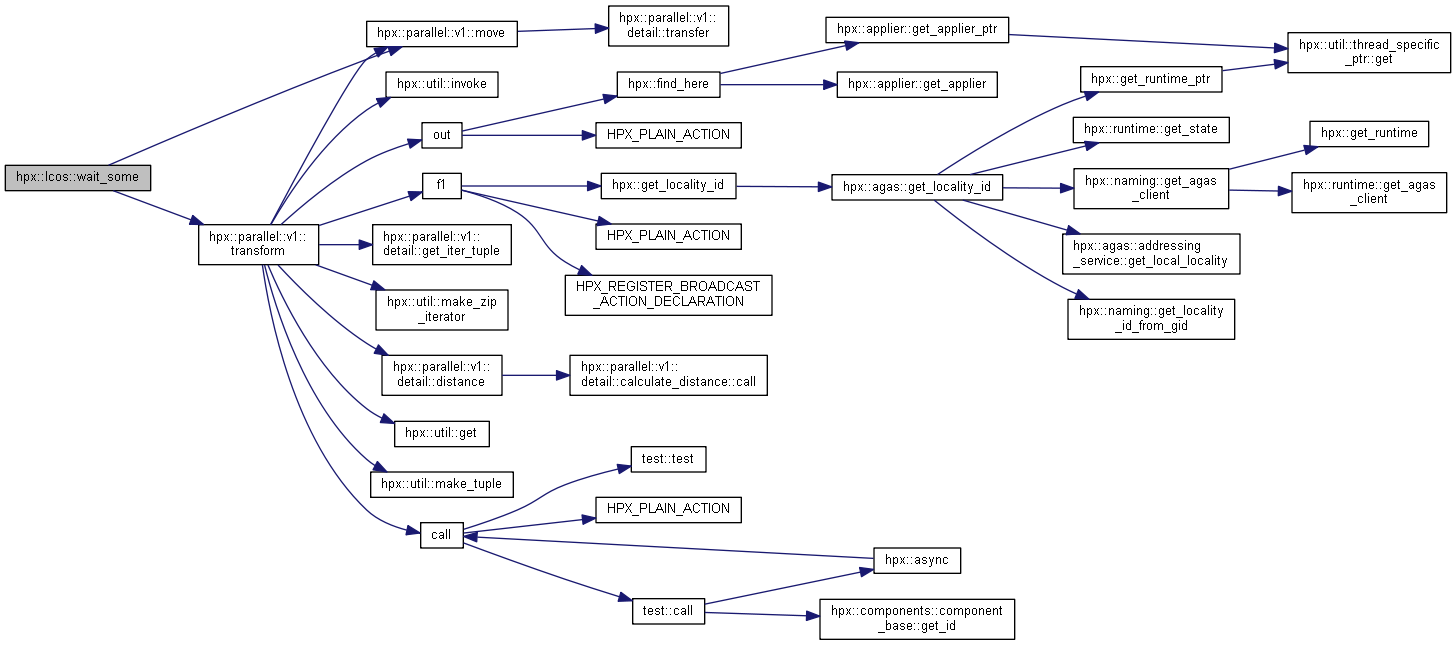 hpx::lcos::wait_some
hpx::parallel::v1::move
hpx::parallel::v1::
detail::transfer
hpx::util::invoke
out
hpx::find_here
hpx::applier::get_applier_ptr
hpx::util::thread_specific
_ptr::get
hpx::applier::get_applier
HPX_PLAIN_ACTION
hpx::get_runtime_ptr
hpx::runtime::get_state
hpx::get_runtime
f1
hpx::get_locality_id
hpx::agas::get_locality_id
hpx::naming::get_agas
_client
hpx::runtime::get_agas
_client
HPX_PLAIN_ACTION
hpx::parallel::v1::
transform
hpx::parallel::v1::
detail::get_iter_tuple
hpx::agas::addressing
_service::get_local_locality
HPX_REGISTER_BROADCAST
_ACTION_DECLARATION
hpx::util::make_zip
_iterator
hpx::naming::get_locality
_id_from_gid
hpx::parallel::v1::
detail::distance
hpx::parallel::v1::
detail::calculate_distance::call
hpx::util::get
test::test
hpx::util::make_tuple
HPX_PLAIN_ACTION
call
hpx::async
test::call
hpx::components::component
_base::get_id